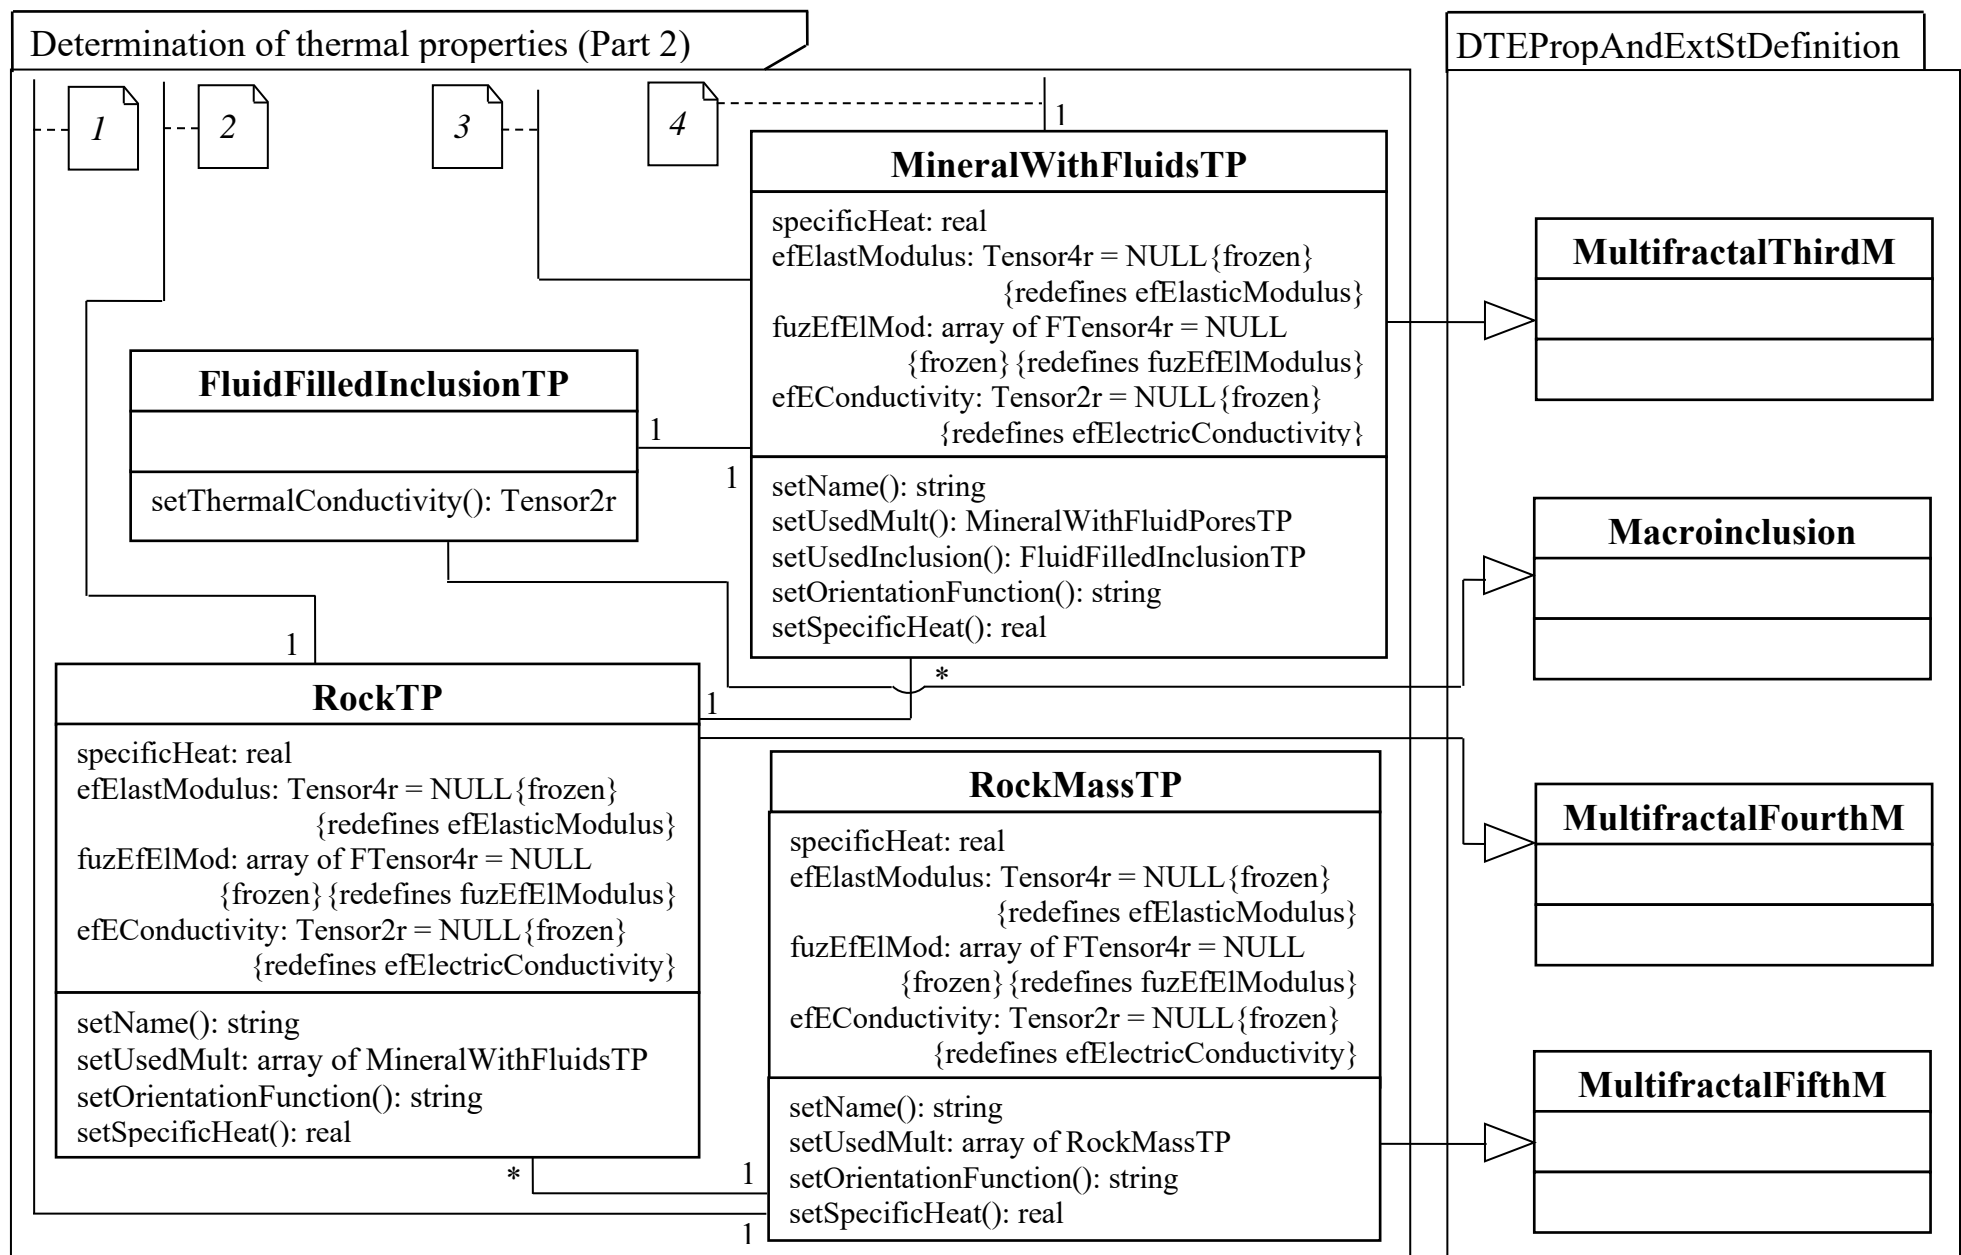 Determination of thermal properties (Part 2)
DTEPropAndExtStDefinition
1
2
3
4
1
MineralWithFluidsTP
specificHeat: real
efElastModulus: Tensor4r = NULL{frozen}
{redefines efElasticModulus}
fuzEfElMod: array of FTensor4r = NULL
{frozen}{redefines fuzEfElModulus}
efEConductivity: Tensor2r = NULL{frozen}
{redefines efElectricConductivity}
setName(): string
setUsedMult(): MineralWithFluidPoresTP
setUsedInclusion(): FluidFilledInclusionTP
setOrientationFunction(): string
setSpecificHeat(): real
MultifractalThirdM
FluidFilledInclusionTP
setThermalConductivity(): Tensor2r
1
1
Macroinclusion
1
*
1
RockTP
specificHeat: real
efElastModulus: Tensor4r = NULL{frozen}
{redefines efElasticModulus}
fuzEfElMod: array of FTensor4r = NULL
{frozen}{redefines fuzEfElModulus}
efEConductivity: Tensor2r = NULL{frozen}
{redefines efElectricConductivity}
setName(): string
setUsedMult: array of MineralWithFluidsTP
setOrientationFunction(): string
setSpecificHeat(): real
RockMassTP
specificHeat: real
efElastModulus: Tensor4r = NULL{frozen}
{redefines efElasticModulus}
fuzEfElMod: array of FTensor4r = NULL
{frozen}{redefines fuzEfElModulus}
efEConductivity: Tensor2r = NULL{frozen}
{redefines efElectricConductivity}
setName(): string
setUsedMult: array of RockMassTP
setOrientationFunction(): string
setSpecificHeat(): real
MultifractalFourthM
MultifractalFifthM
*
1
1